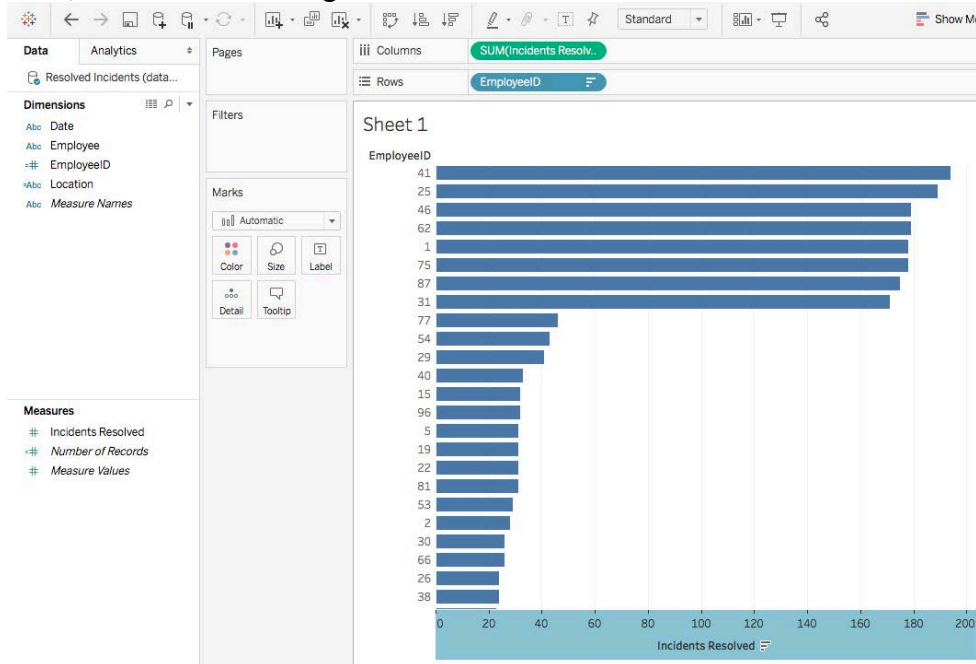 Standard
Show M
Data
Analytics
Resolved Incidents (data...
Dimensions
Abc Date
Abc Employee
=# EmployeeID
=Abc Location
Abc Measure Names
Measures
# Incidents Resolved
=# Number of Records
# Measure Values
Pages
Filters
Marks
Automatic
Color
Size
T
Label
Detail
Tooltip
iii Columns
SUM(Incidents Resolv..
Rows
EmployeeID
Sheet 1
EmployeeID
41
25
46
62
1
75
87
31
77
54
29
40
15
96
5
19
22
81
53
2
30
66
26
38
0 20 40 60 80 100 120 140 160 180 200
Incidents Resolved